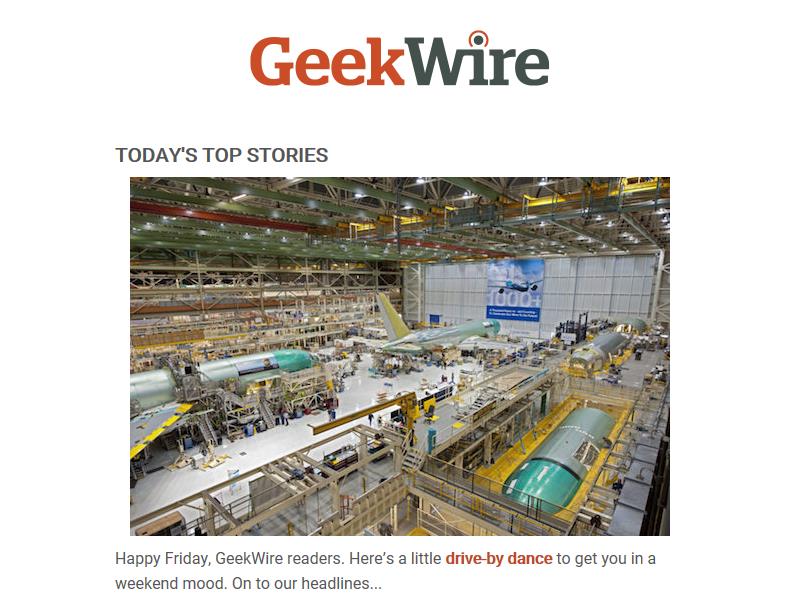 GeekWire
TODAY'S TOP STORIES
1000+
Happy Friday, GeekWire readers. Here’s a little drive-by dance to get you in a
weekend mood. On to our headlines...